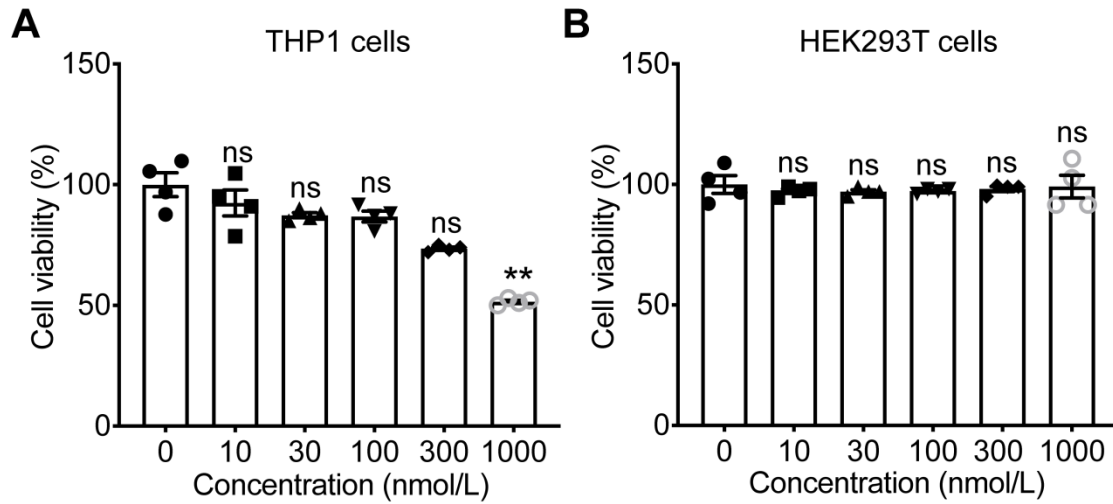 A
THP1 cells
Cell viability (%)
150
100
50
0
ns
ns
ns
ns
**
0 10 30 100 300 1000
Concentration (nmol/L)
B
HEK293T cells
Cell viability (%)
150
100
50
0
ns
ns
ns
ns
ns
0 10 30 100 300 1000
Concentration (nmol/L)